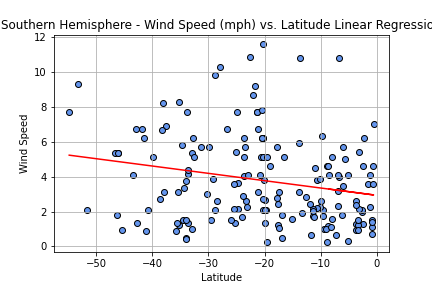 Southern Hemisphere - Wind Speed (mph) vs. Latitude Linear Regressio
12
10
8
6
4
2
0
Wind Speed
−50 −40 −30 −20 −10 0
Latitude